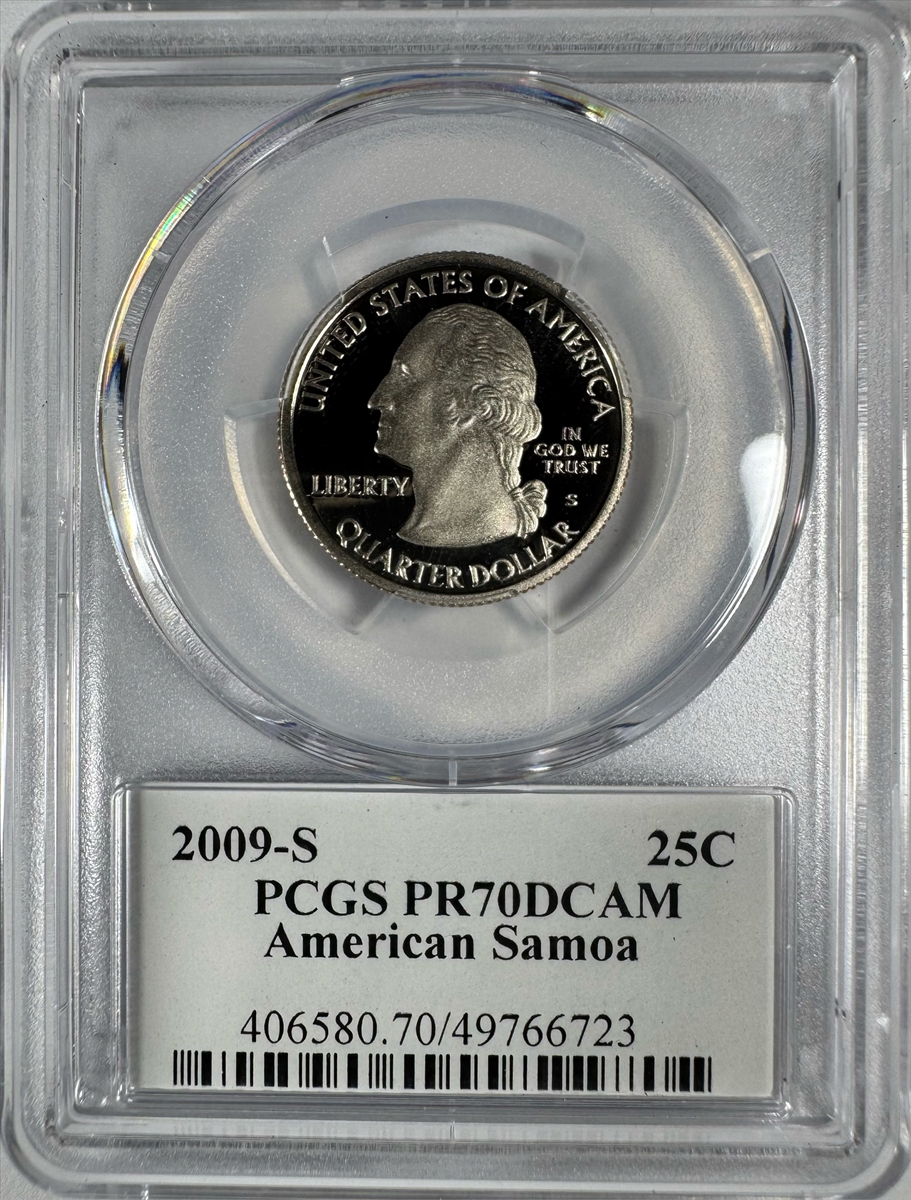 UNITED STATES OF AMERICA
IN
GOD WE
TRUST
LIBERTY
S
QUARTER DOLLAR
2009-S 25C
PCGS PR70DCAM
American Samoa
406580.70/49766723